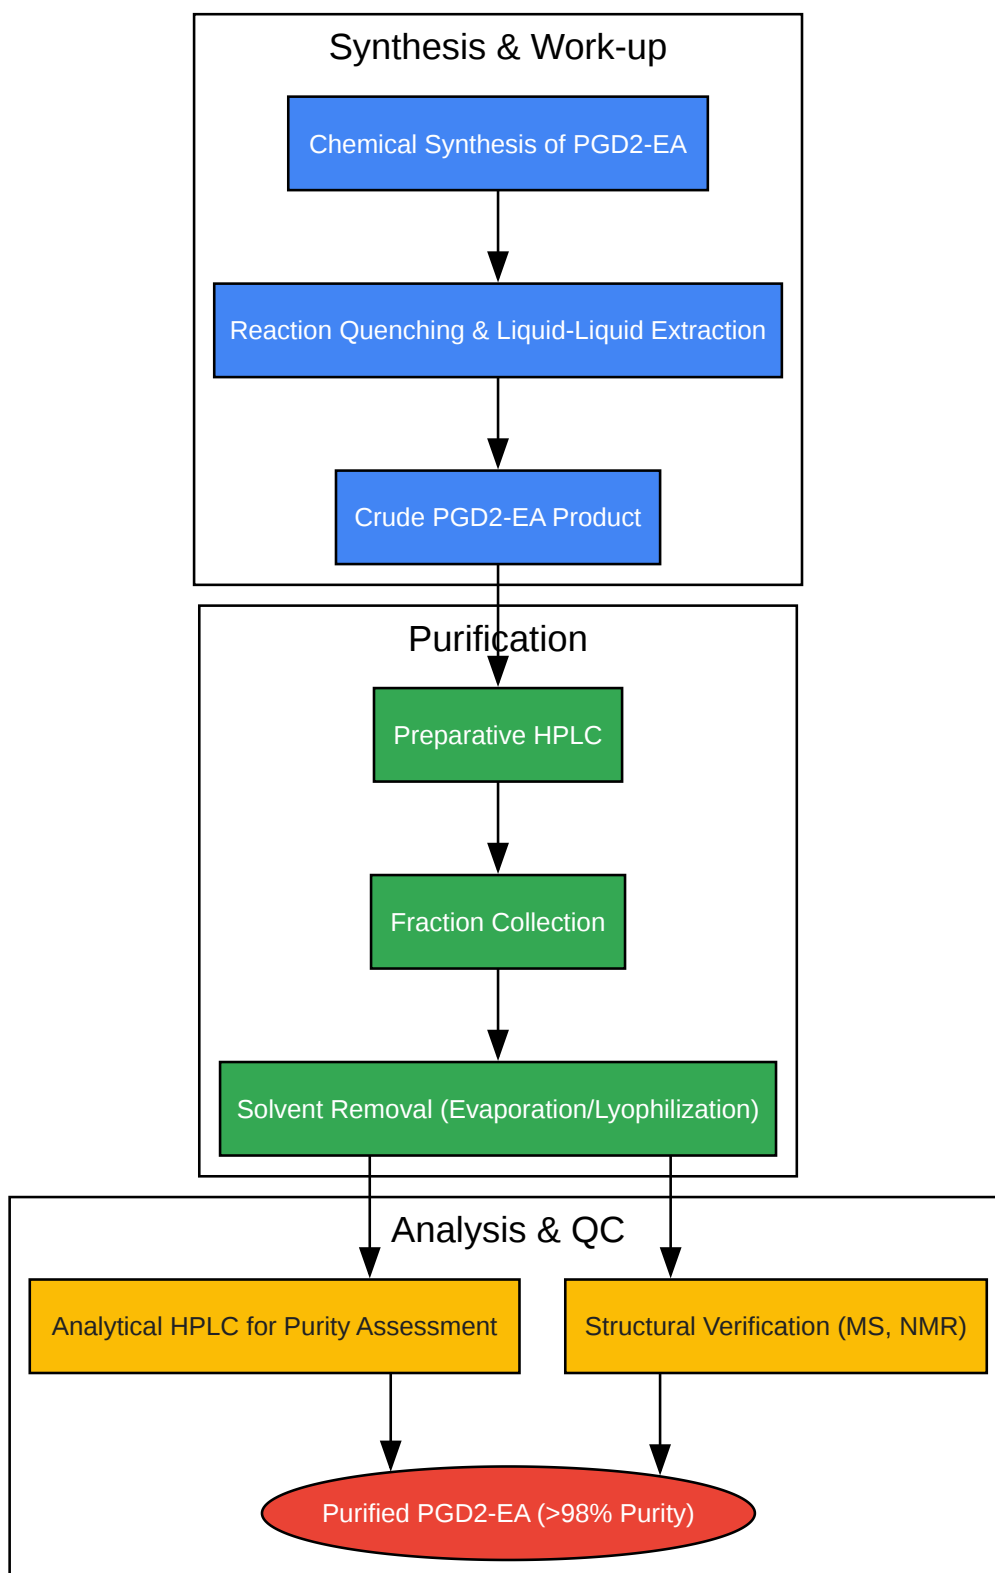 Synthesis & Work-up
Chemical Synthesis of PGD2-EA
Reaction Quenching & Liquid-Liquid Extraction
Crude PGD2-EA Product
Purification
Preparative HPLC
Fraction Collection
Solvent Removal (Evaporation/Lyophilization)
Analysis & QC
Analytical HPLC for Purity Assessment
Structural Verification (MS, NMR)
Purified PGD2-EA (>98% Purity)